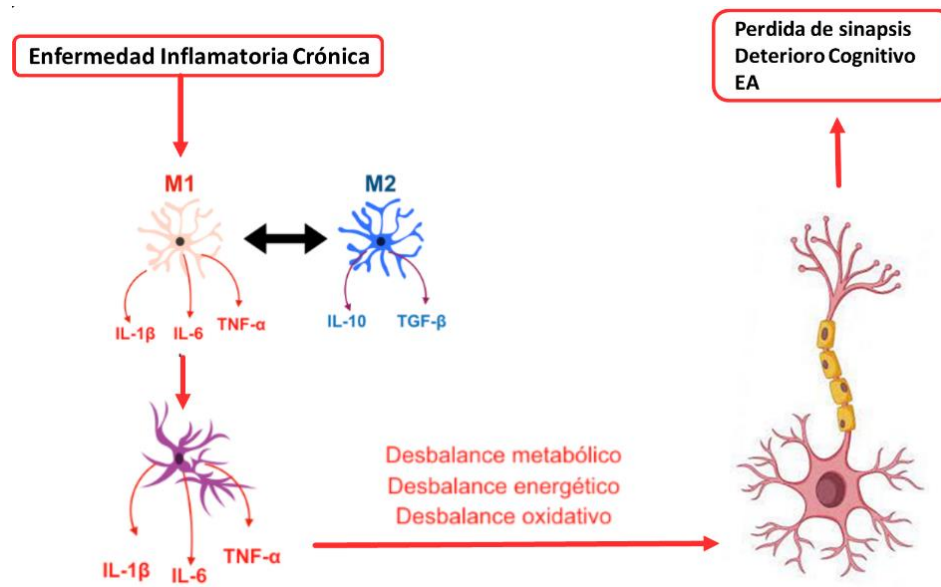 Enfermedad Inflamatoria Crónica
Perdida de sinapsis
Deterioro Cognitivo
EA
M1
M2
IL-1β IL-6 TNF-α
IL-10 TGF-β
Desbalance metabólico
Desbalance energético
Desbalance oxidativo
IL-1β IL-6 TNF-α